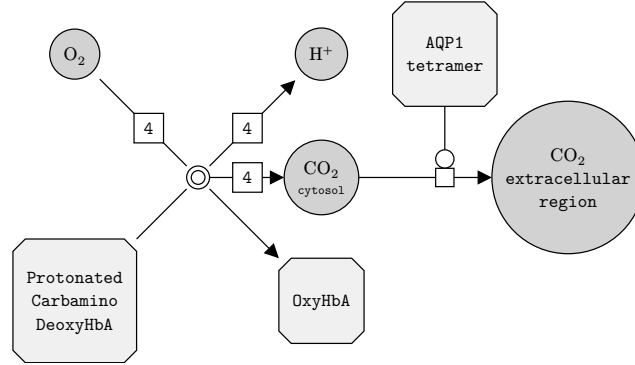 O₂
H⁺
AQP1
tetramer
4
4
4
CO₂
cytosol
CO₂
extracellular
region
Protonated
Carbamino
DeoxyHbA
OxyHbA